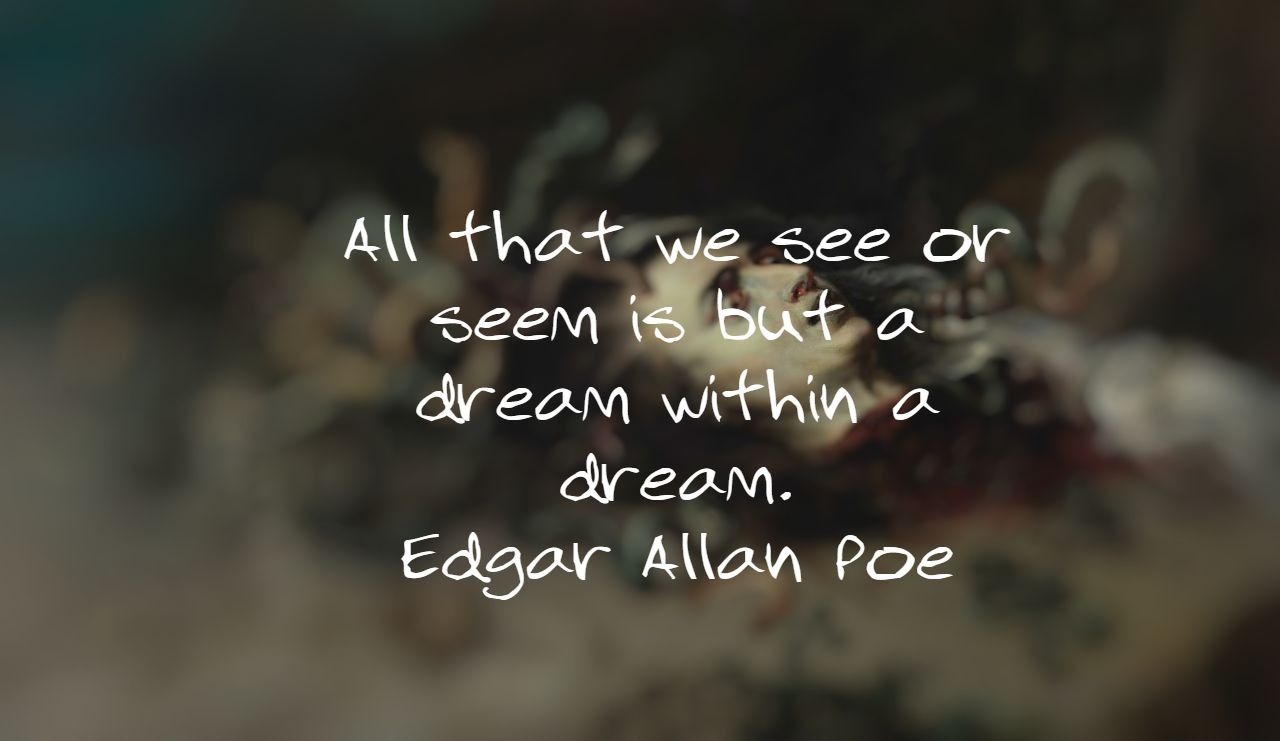 All that we see or
seem is but a
dream within a
dream.
Edgar Allan Poe